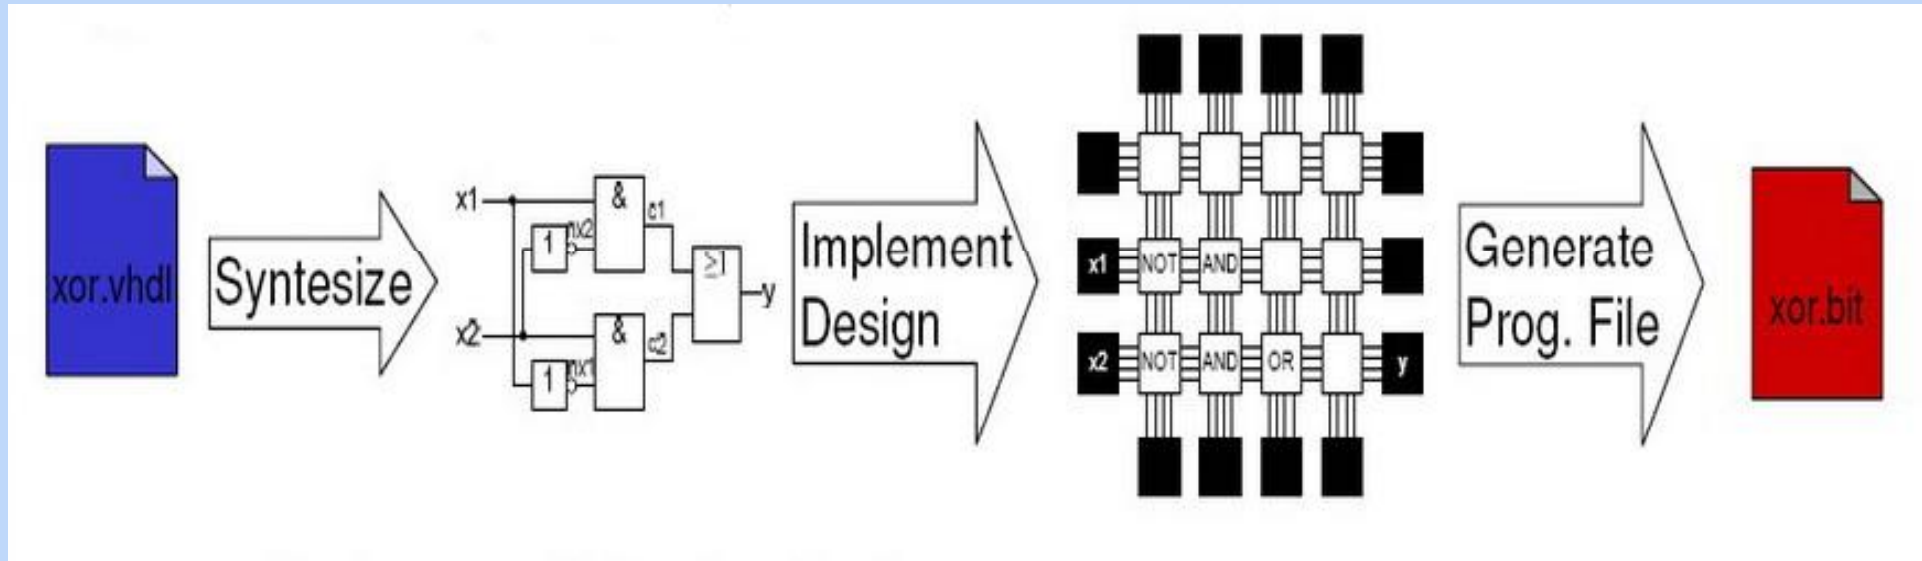 xor.vhdl
Syntesize
x1
x2
1
nx2
1
nx1
&
c1
&
c2
≥1
y
Implement
Design
x1
NOT
AND
x2
NOT
AND
OR
y
Generate
Prog. File
xor.bit